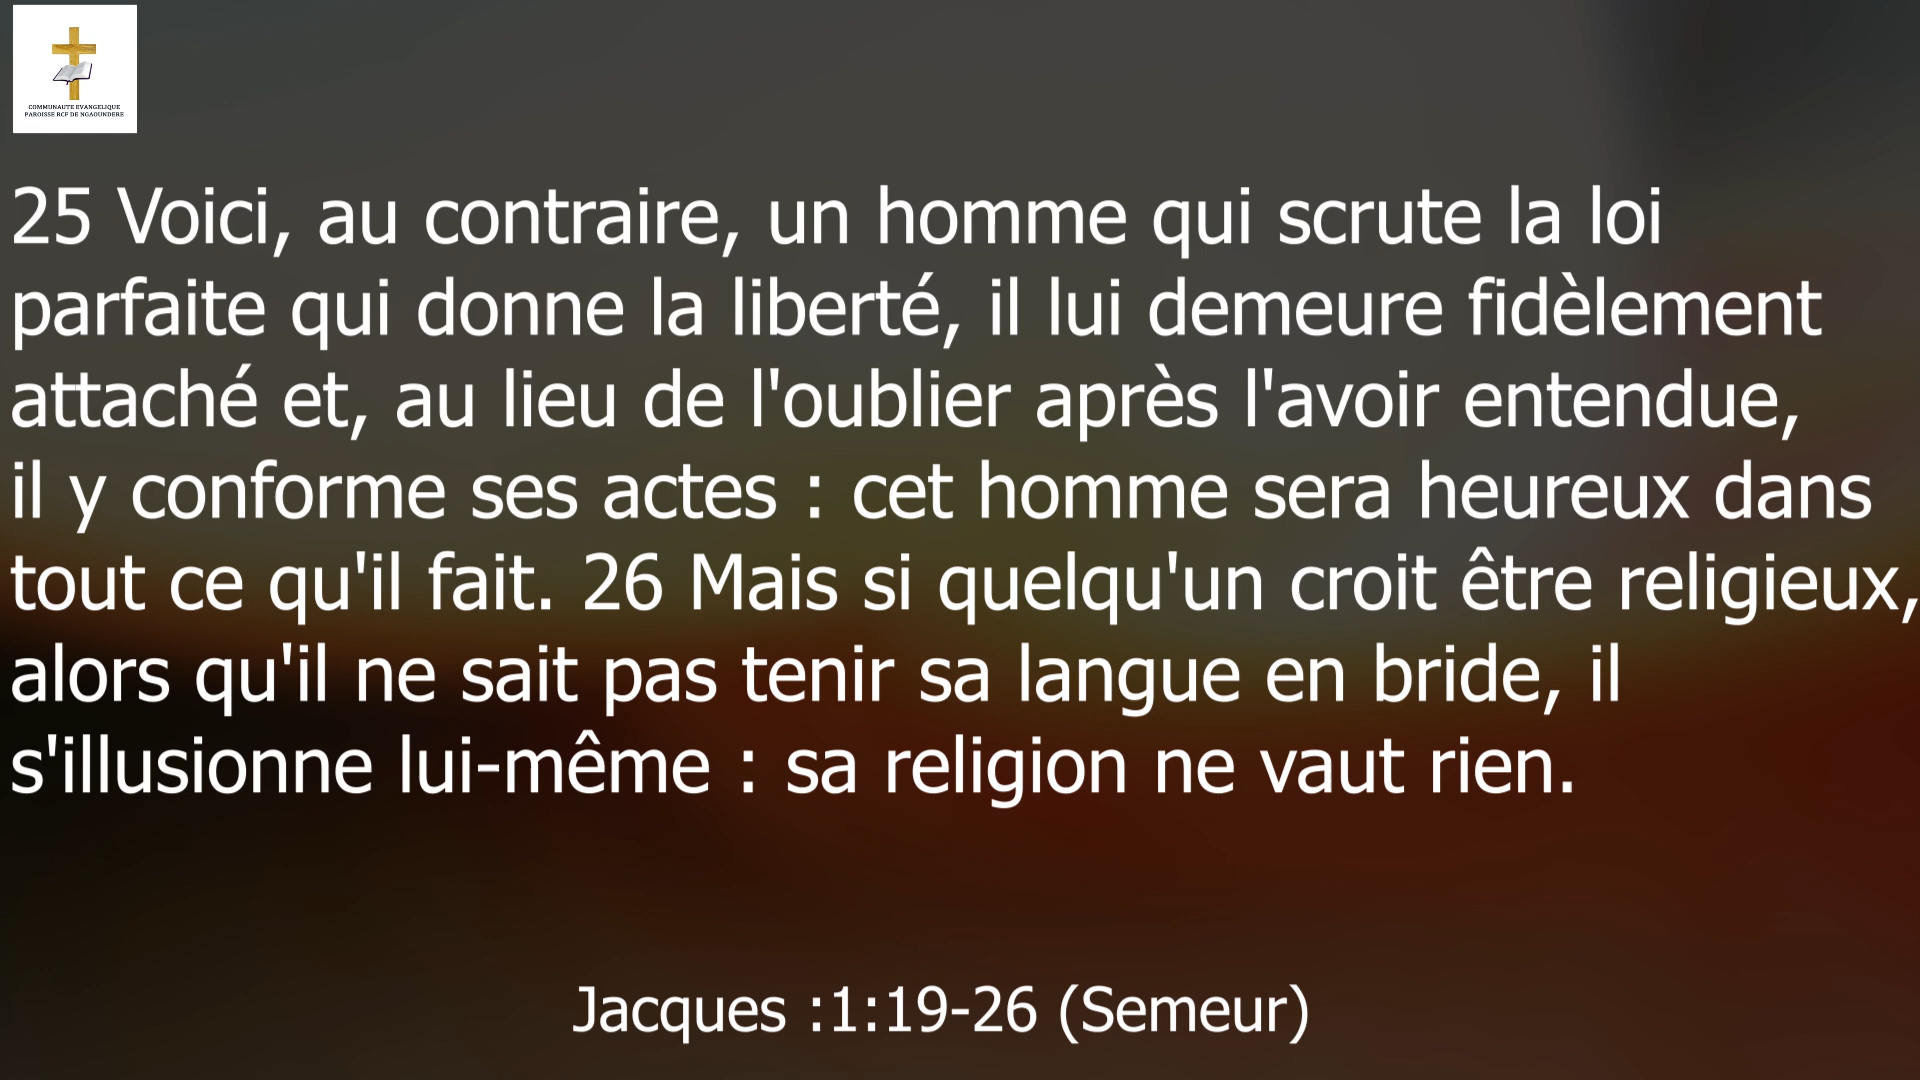 COMMUNAUTE EVANGELIQUE
PAROISSE RCF DE NGAOUNDERE
25 Voici, au contraire, un homme qui scrute la loi
parfaite qui donne la liberté, il lui demeure fidèlement
attaché et, au lieu de l'oublier après l'avoir entendue,
il y conforme ses actes : cet homme sera heureux dans
tout ce qu'il fait. 26 Mais si quelqu'un croit être religieux,
alors qu'il ne sait pas tenir sa langue en bride, il
s'illusionne lui-même : sa religion ne vaut rien.
Jacques :1:19-26 (Semeur)